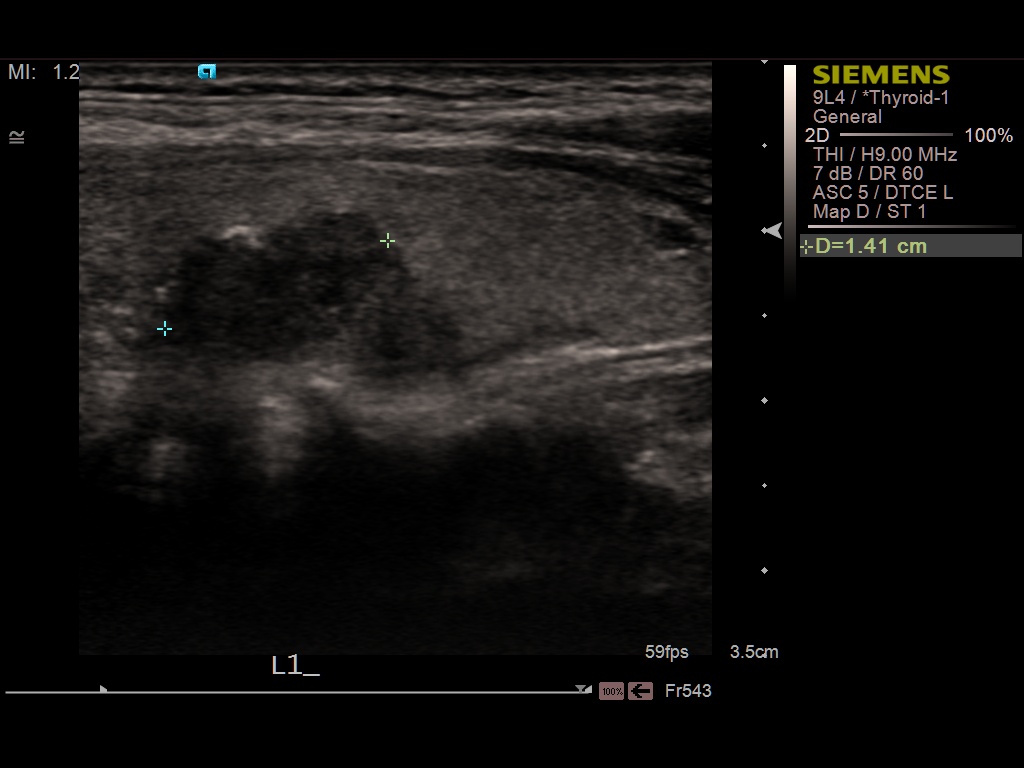 MI: 1.2
SIEMENS
9L4 / *Thyroid-1
General
2D 100%
THI / H9.00 MHz
7 dB / DR 60
ASC 5 / DTCE L
Map D / ST 1
D=1.41 cm
59fps 3.5cm
L1_
100% Fr543